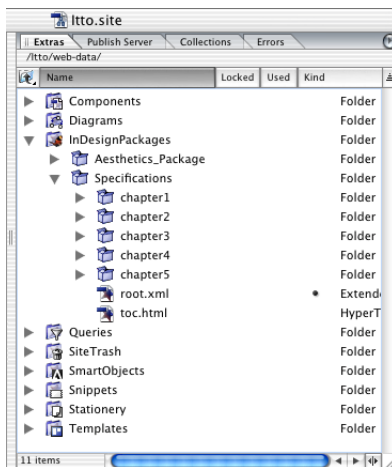 ltto.site
Extras Publish Server Collections Errors
/ltto/web-data/
Name Locked Used Kind
Components Folder
Diagrams Folder
InDesignPackages Folder
Aesthetics_Package Folder
Specifications Folder
chapter1 Folder
chapter2 Folder
chapter3 Folder
chapter4 Folder
chapter5 Folder
root.xml • Extend
toc.html HyperT
Queries Folder
SiteTrash Folder
SmartObjects Folder
Snippets Folder
Stationery Folder
Templates Folder
11 items